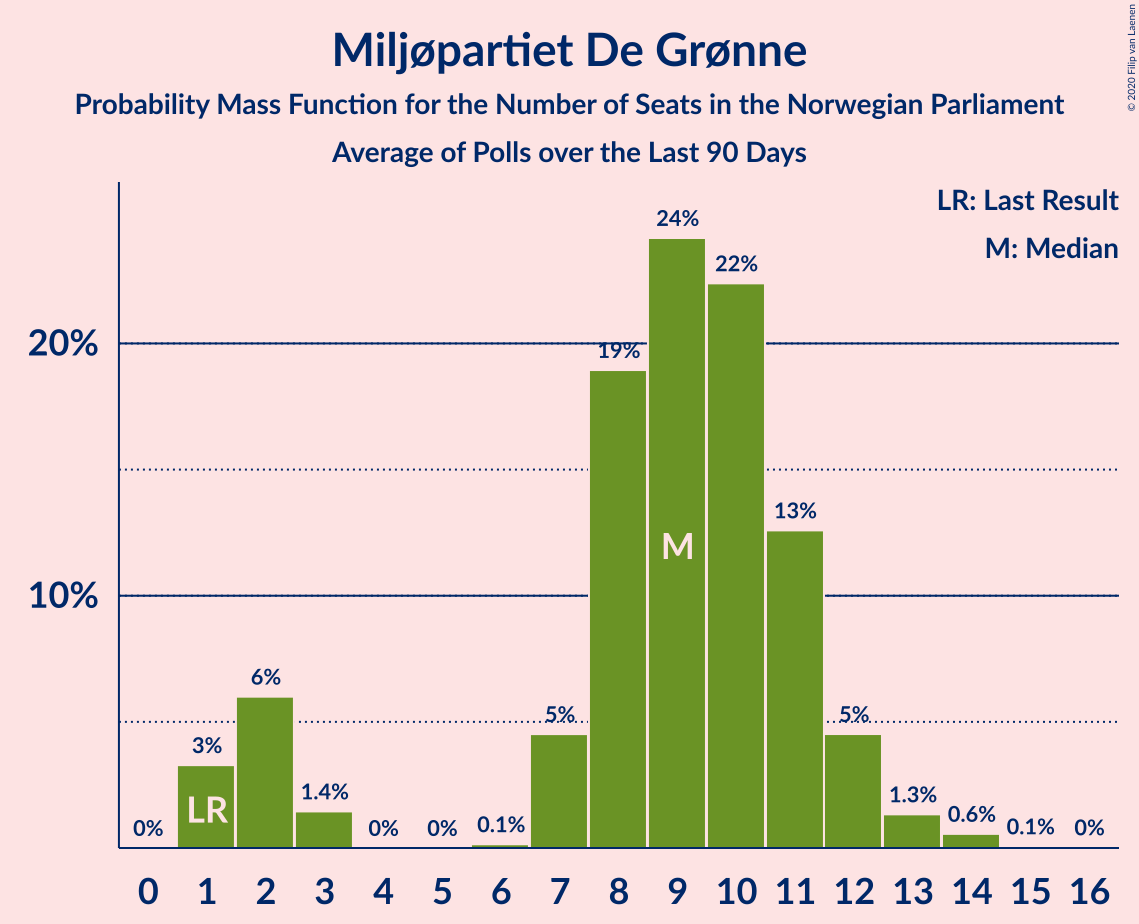 Miljøpartiet De Grønne
Probability Mass Function for the Number of Seats in the Norwegian Parliament
Average of Polls over the Last 90 Days
© 2020 Filip van Laenen
LR: Last Result
M: Median
20%
10%
0%
3%
6%
1.4%
0%
0%
0.1%
5%
19%
24%
22%
13%
5%
1.3%
0.6%
0.1%
0%
LR
M
0 1 2 3 4 5 6 7 8 9 10 11 12 13 14 15 16